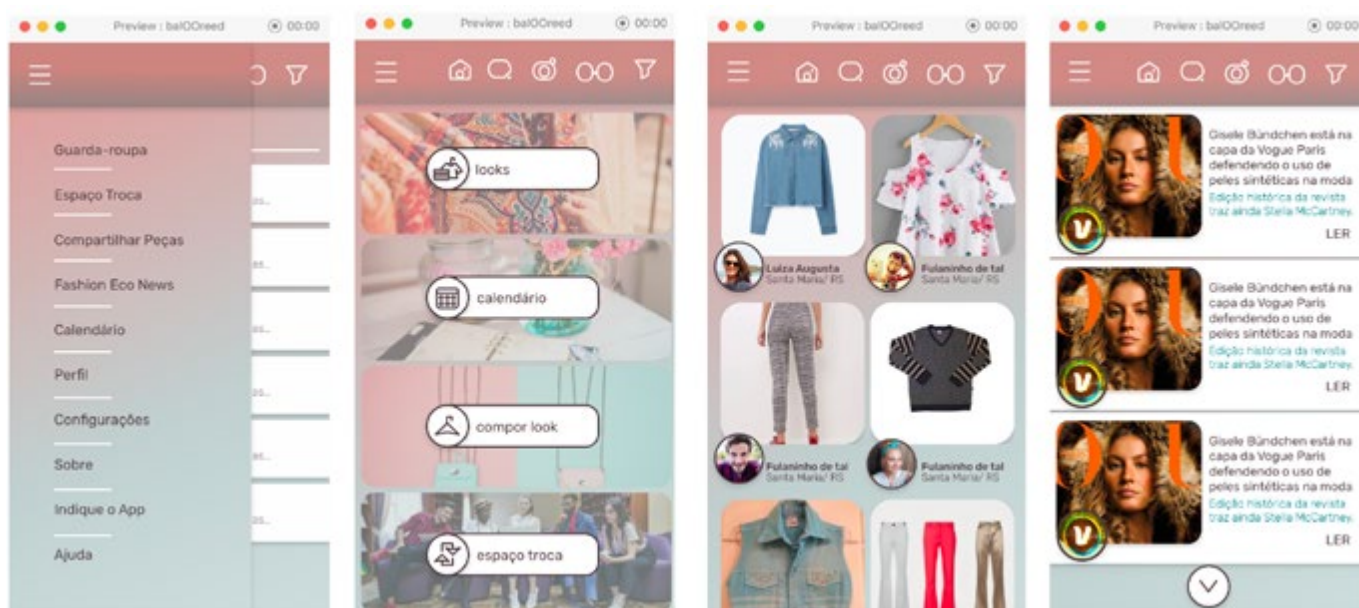 Preview : balOOreed
00:00
Guarda-roupa
Espaço Troca
Compartilhar Peças
Fashion Eco News
Calendário
Perfil
Configurações
Sobre
Indique o App
Ajuda
Preview : balOOreed
00:00
looks
calendário
compor look
espaço troca
Preview : balOOreed
00:00
Luiza Augusta
Santa Maria/ RS
Fulaninho de tal
Santa Maria/ RS
Fulaninho de tal
Santa Maria/ RS
Fulaninho de tal
Santa Maria/ RS
Preview : balOOreed
00:00
Gisele Bündchen está na
capa da Vogue Paris
defendendo o uso de
peles sintéticas na moda
Edição histórica da revista
traz ainda Stella McCartney.
LER
V
Gisele Bündchen está na
capa da Vogue Paris
defendendo o uso de
peles sintéticas na moda
Edição histórica da revista
traz ainda Stella McCartney.
LER
V
Gisele Bündchen está na
capa da Vogue Paris
defendendo o uso de
peles sintéticas na moda
Edição histórica da revista
traz ainda Stella McCartney.
LER
V